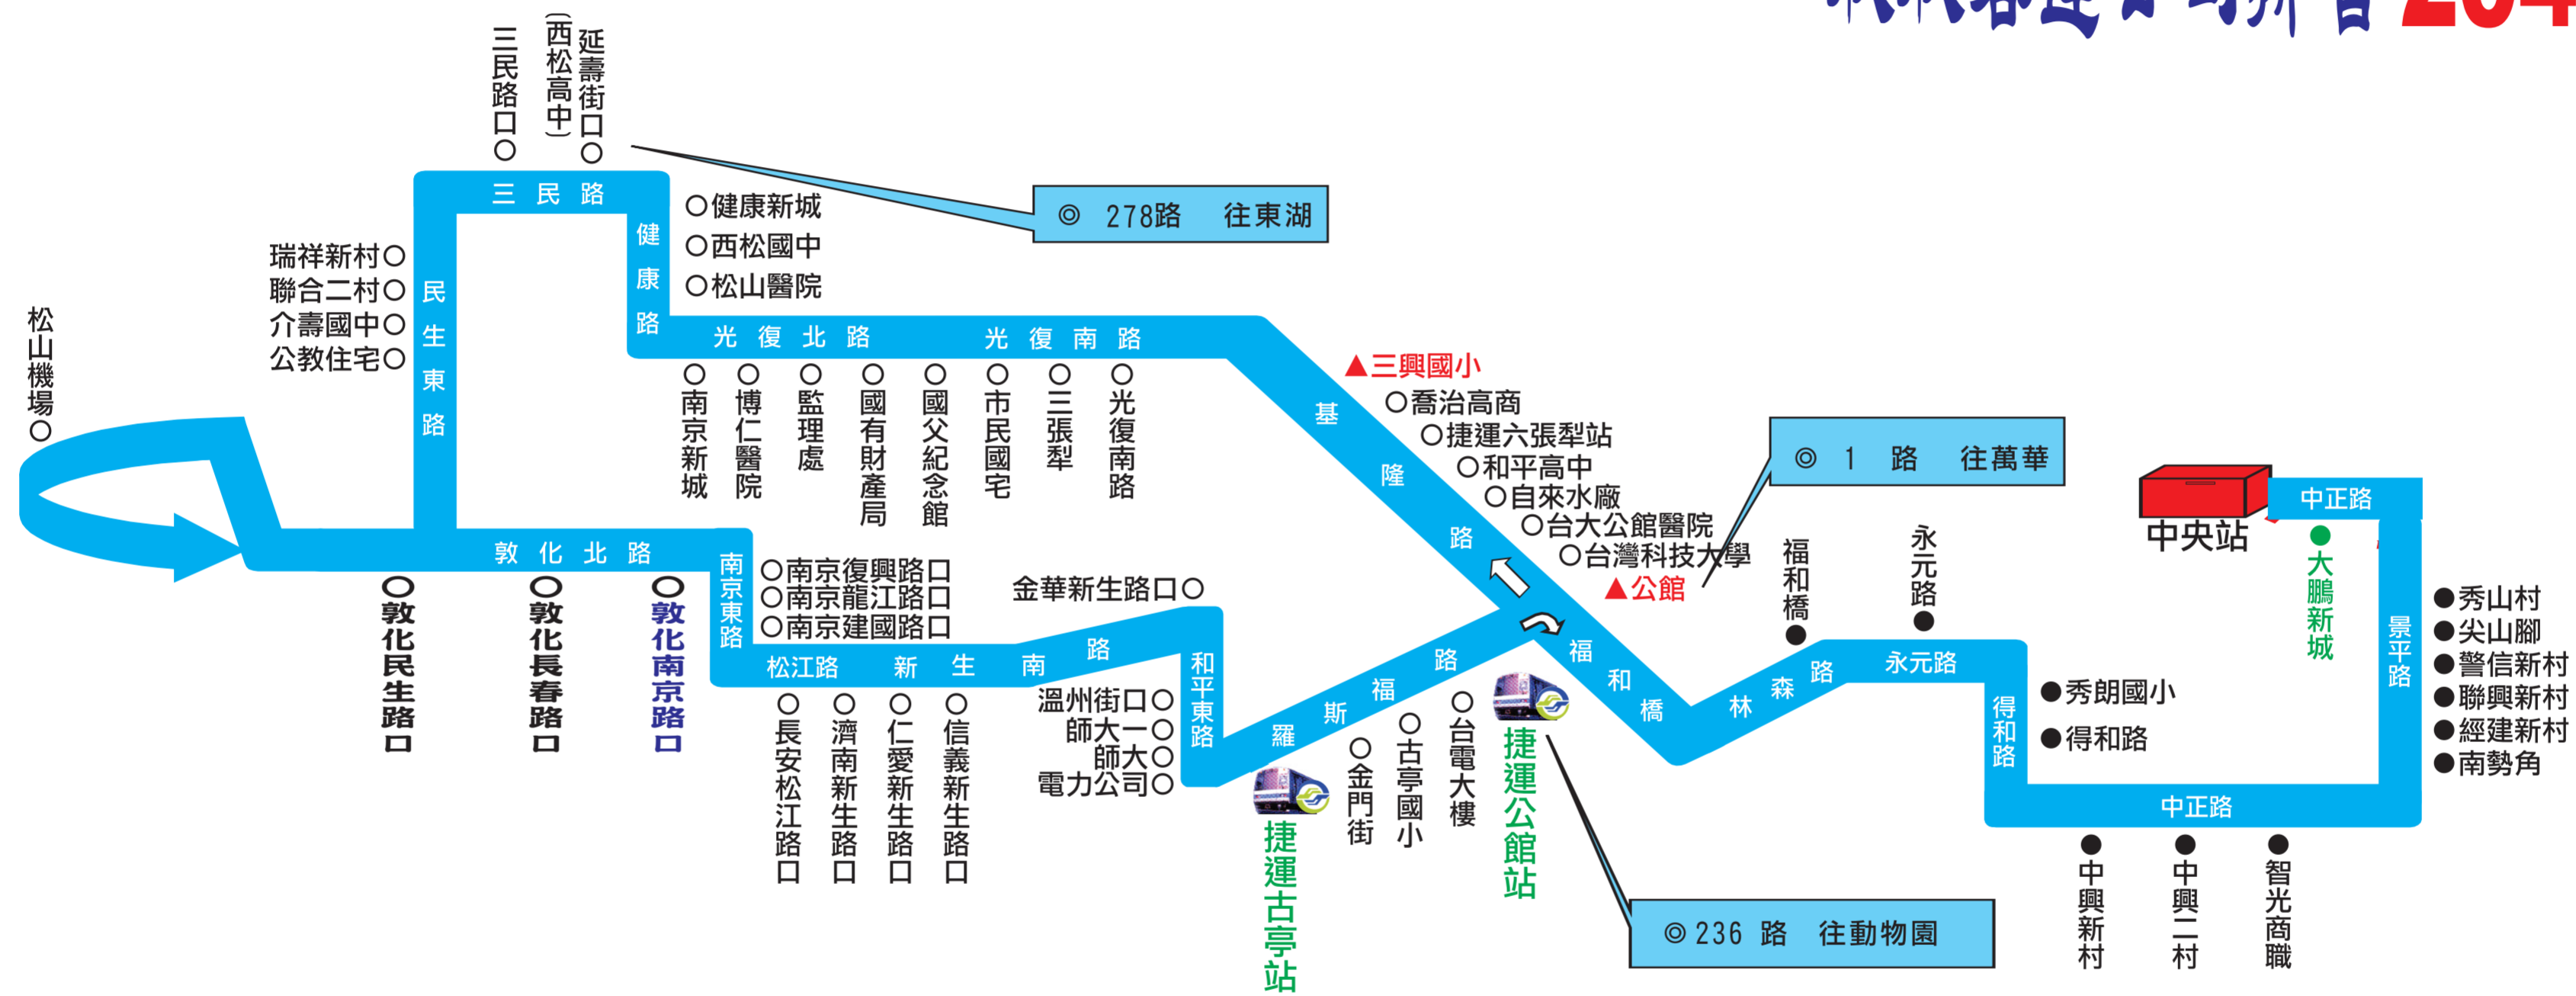 204
三民路口
延壽街口
(西松高中)
三民路
健康路
健康新城
西松國中
松山醫院
◎ 278路 往東湖
瑞祥新村
聯合二村
介壽國中
公教住宅
民生東路
松山機場
光復北路
光復南路
南京新城
博仁醫院
監理處
國有財產局
國父紀念館
市民國宅
三張犁
光復南路
基隆路
▲三興國小
喬治高商
捷運六張犁站
和平高中
自來水廠
台大公館醫院
台灣科技大學
▲公館
◎ 1 路 往萬華
敦化北路
敦化民生路口
敦化長春路口
敦化南京路口
南京東路
南京復興路口
南京龍江路口
南京建國路口
松江路
新生南路
長安松江路口
濟南新生路口
仁愛新生路口
信義新生路口
金華新生路口
和平東路
溫州街口
師大一
師大
電力公司
羅斯福路
捷運古亭站
金門街
古亭國小
台電大樓
捷運公館站
◎ 236 路 往動物園
福和橋
福和橋
林森路
永元路
永元路
得和路
秀朗國小
得和路
中正路
中興新村
中興二村
智光商職
景平路
秀山村
尖山腳
警信新村
聯興新村
經建新村
南勢角
中正路
大鵬新城
中央站